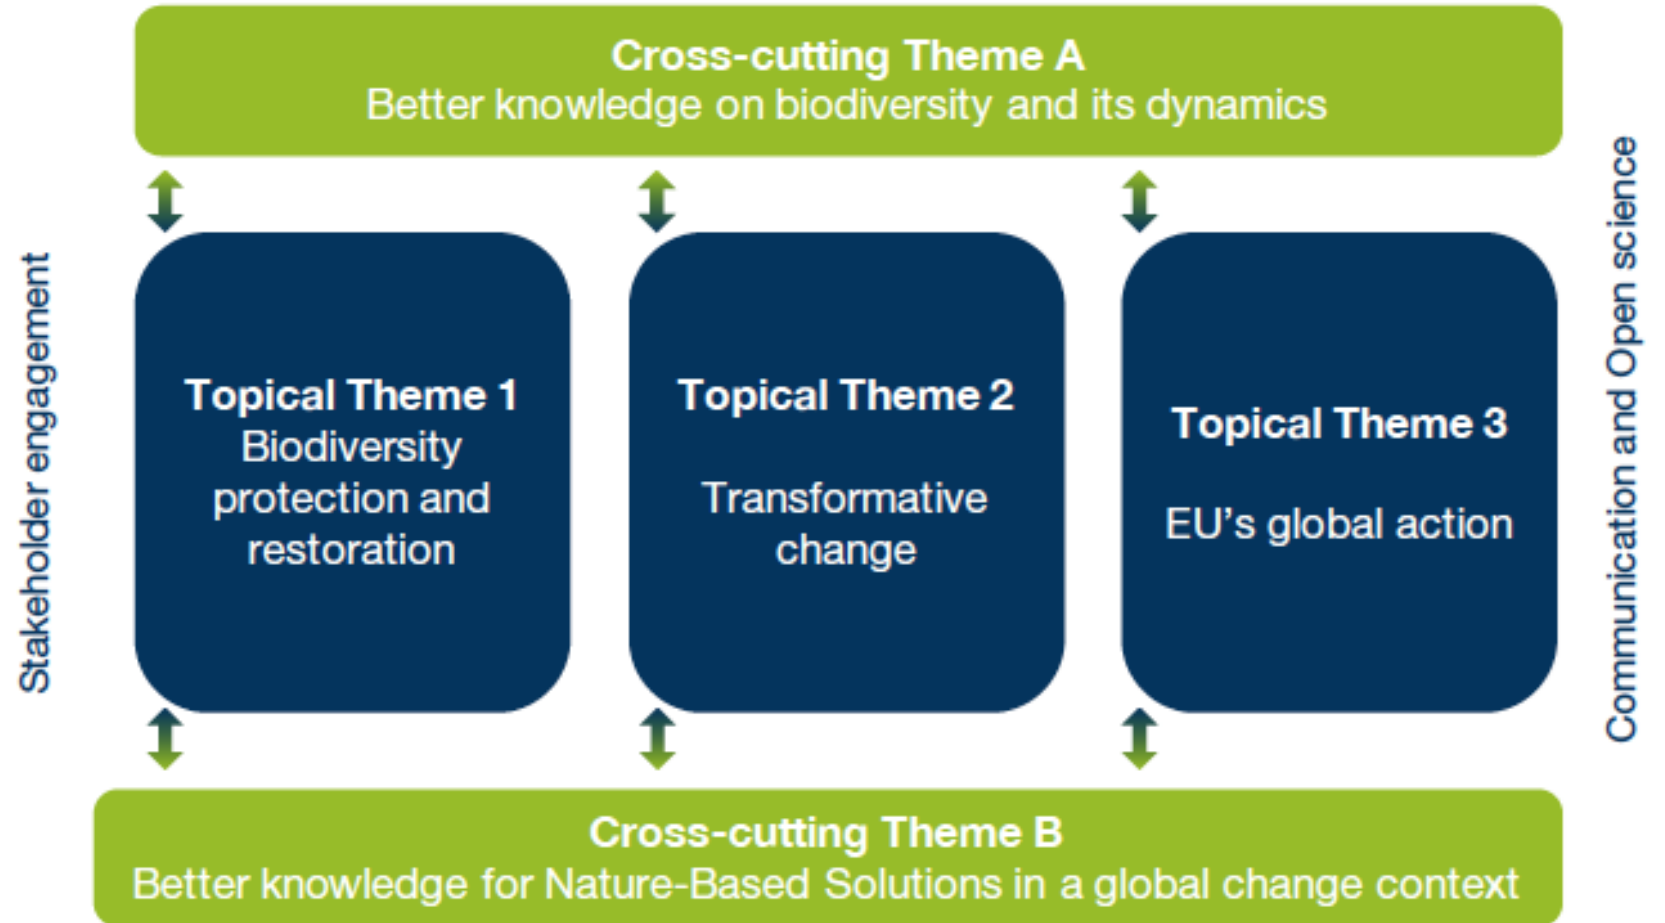 Cross-cutting Theme A
Better knowledge on biodiversity and its dynamics
Stakeholder engagement
Topical Theme 1
Biodiversity
protection and
restoration
Topical Theme 2
Transformative
change
Topical Theme 3
EU’s global action
Communication and Open science
Cross-cutting Theme B
Better knowledge for Nature-Based Solutions in a global change context